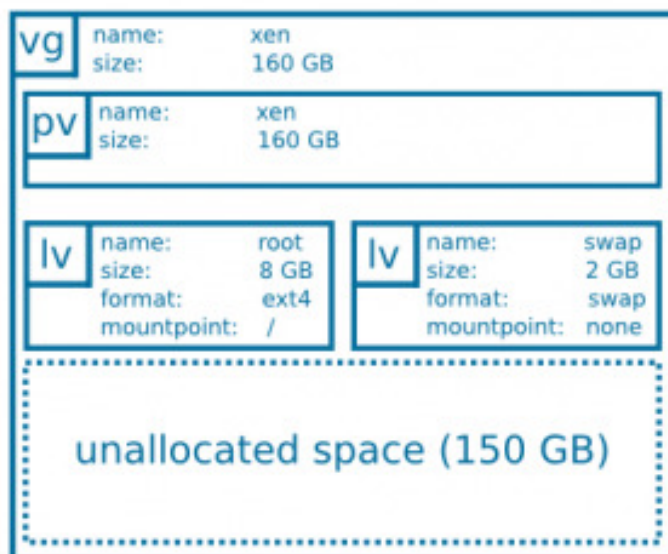 vg
name: xen
size: 160 GB
pv
name: xen
size: 160 GB
lv
name: root
size: 8 GB
format: ext4
mountpoint: /
lv
name: swap
size: 2 GB
format: swap
mountpoint: none
unallocated space (150 GB)